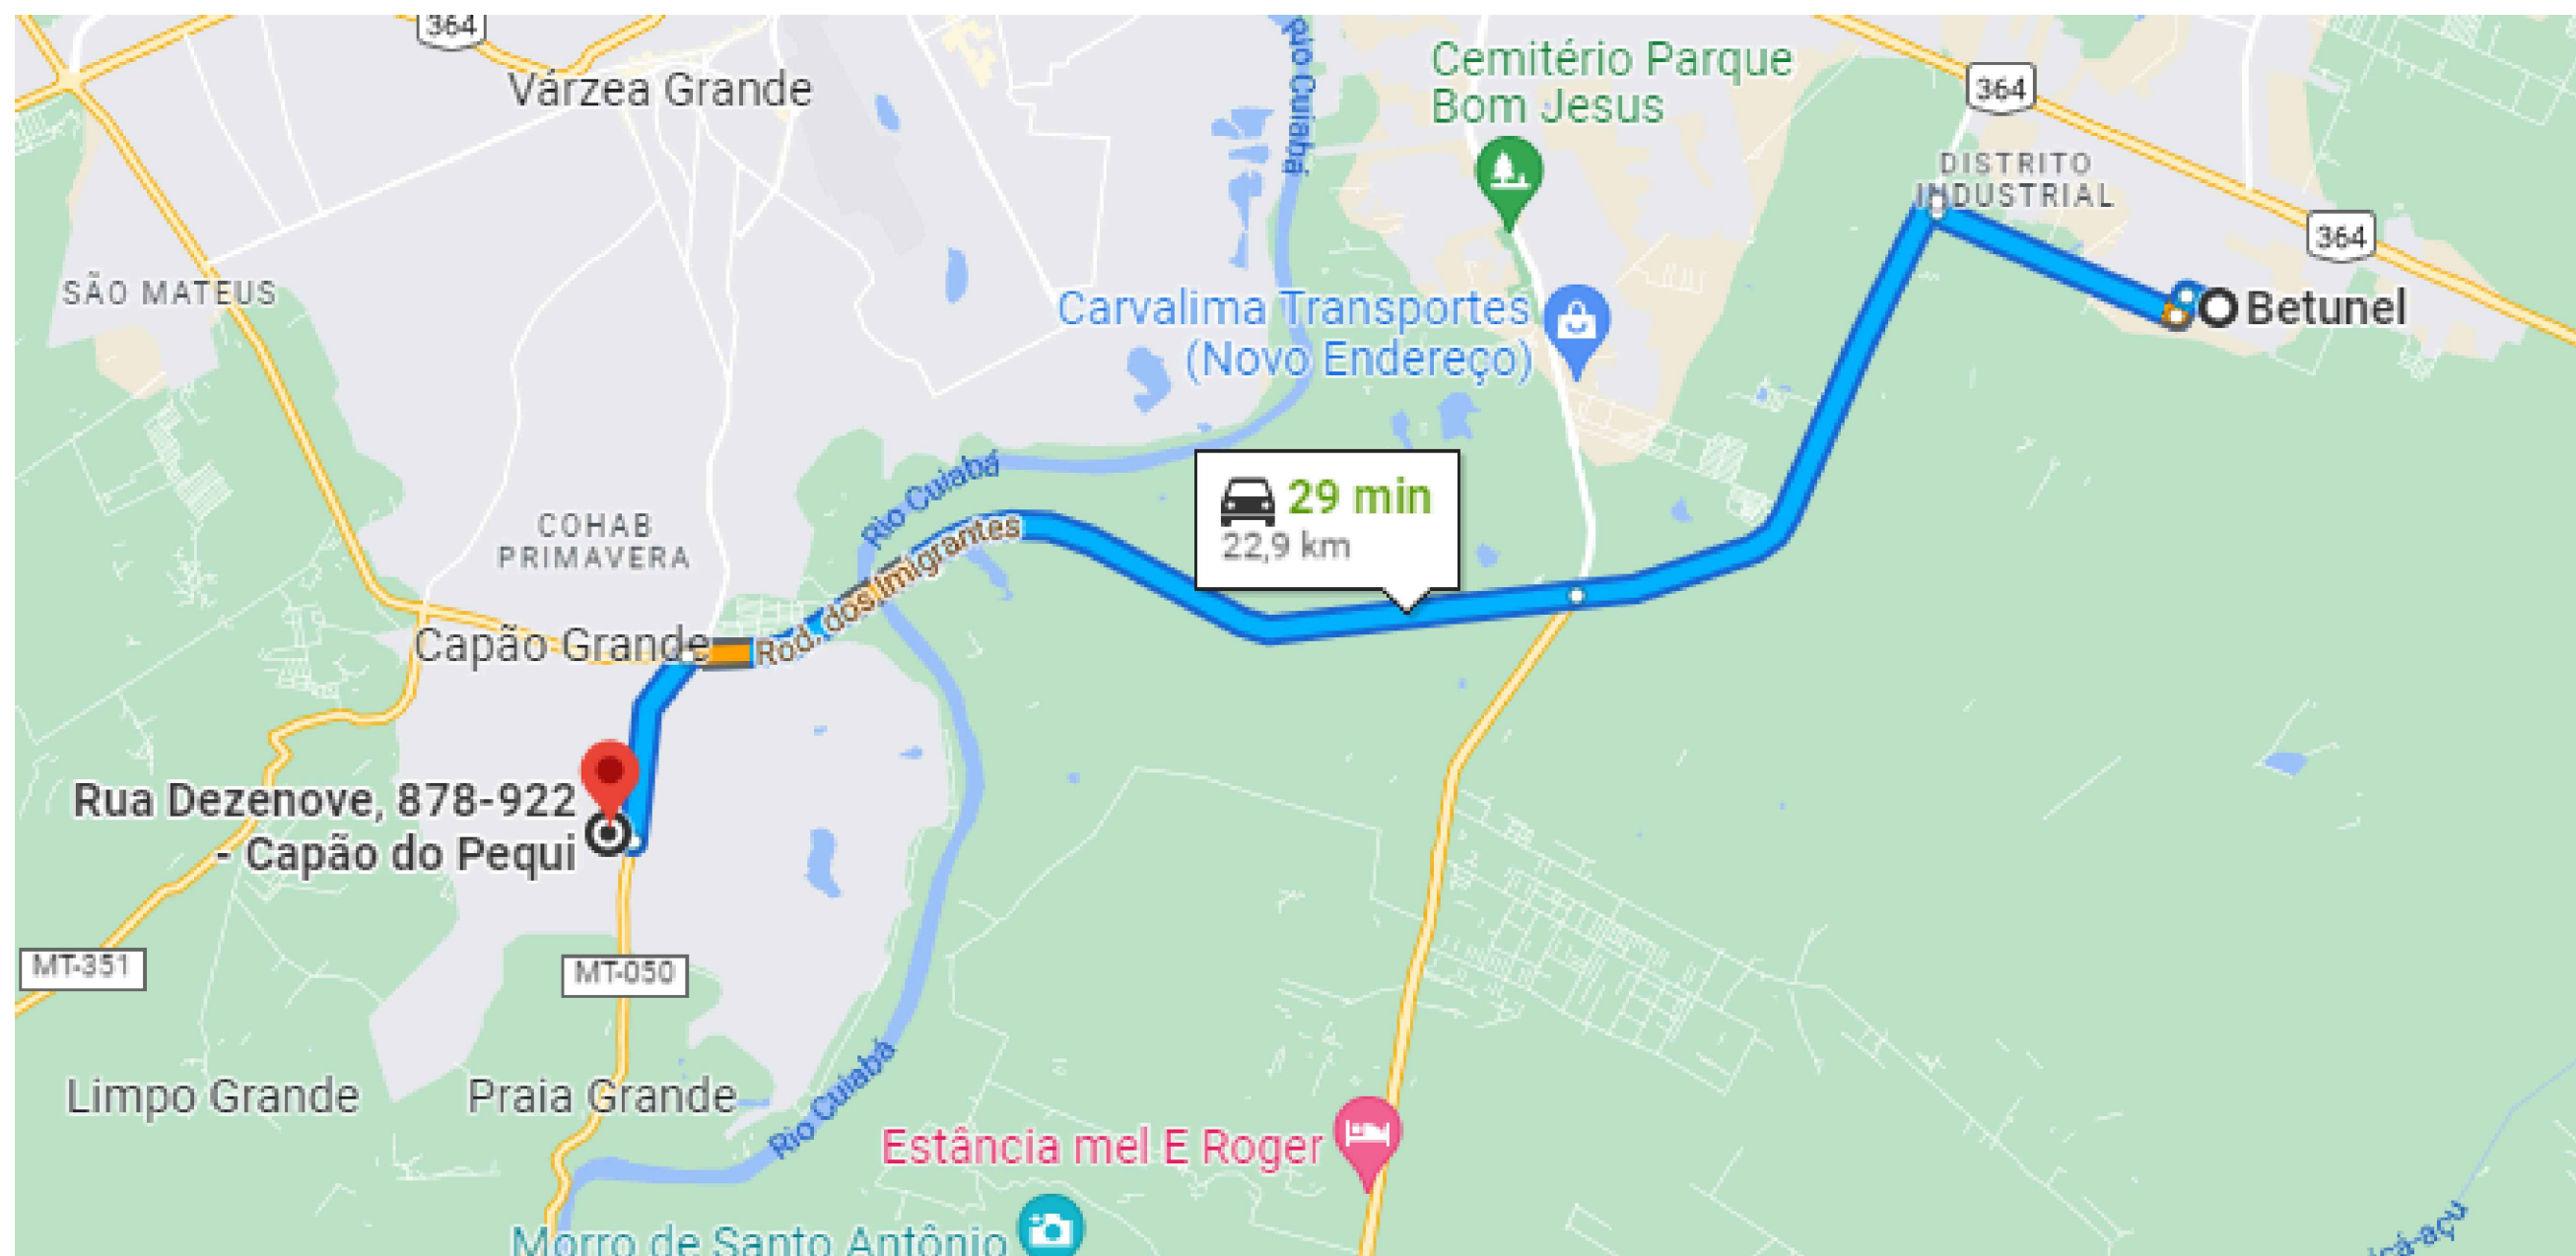 364
Várzea Grande
Rio Cuiabá
Cemitério Parque
Bom Jesus
364
DISTRITO
INDUSTRIAL
364
SÃO MATEUS
Carvalima Transportes
(Novo Endereço)
Betunel
Rio Cuiabá
29 min
22,9 km
COHAB
PRIMAVERA
Rod. dos Imigrantes
Capão Grande
Rua Dezenove, 878-922
- Capão do Pequi
MT-351
MT-050
Limpo Grande
Praia Grande
Rio Cuiabá
Estância mel E Roger
Morro de Santo Antônio